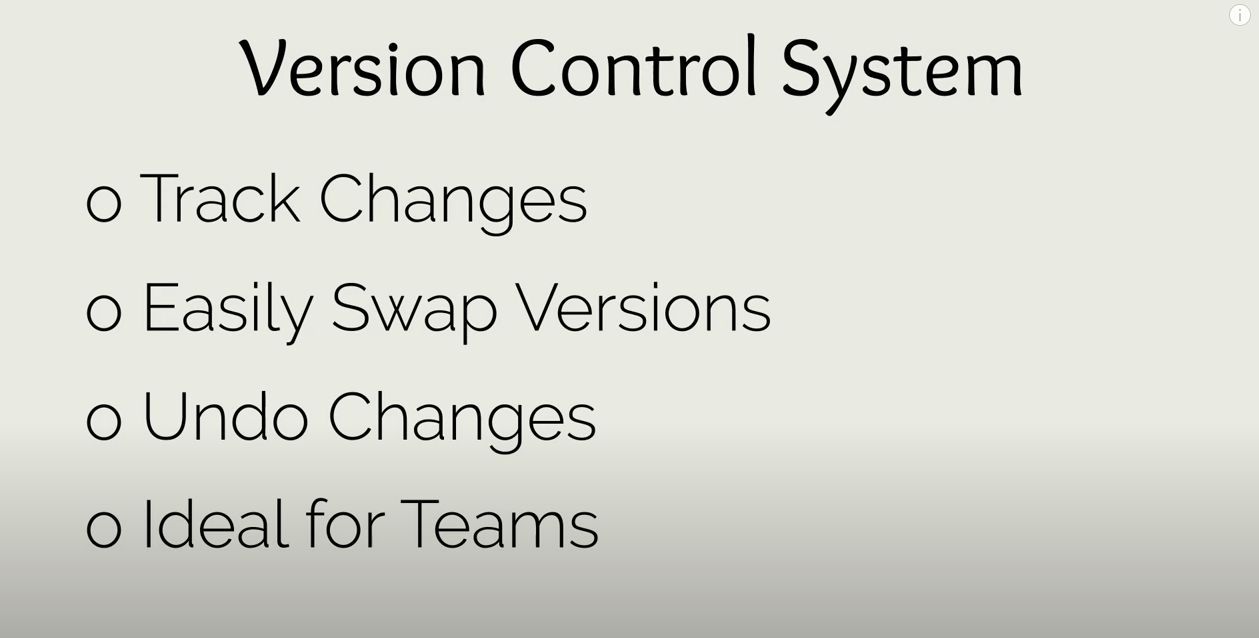 Version Control System
o Track Changes
o Easily Swap Versions
o Undo Changes
o Ideal for Teams